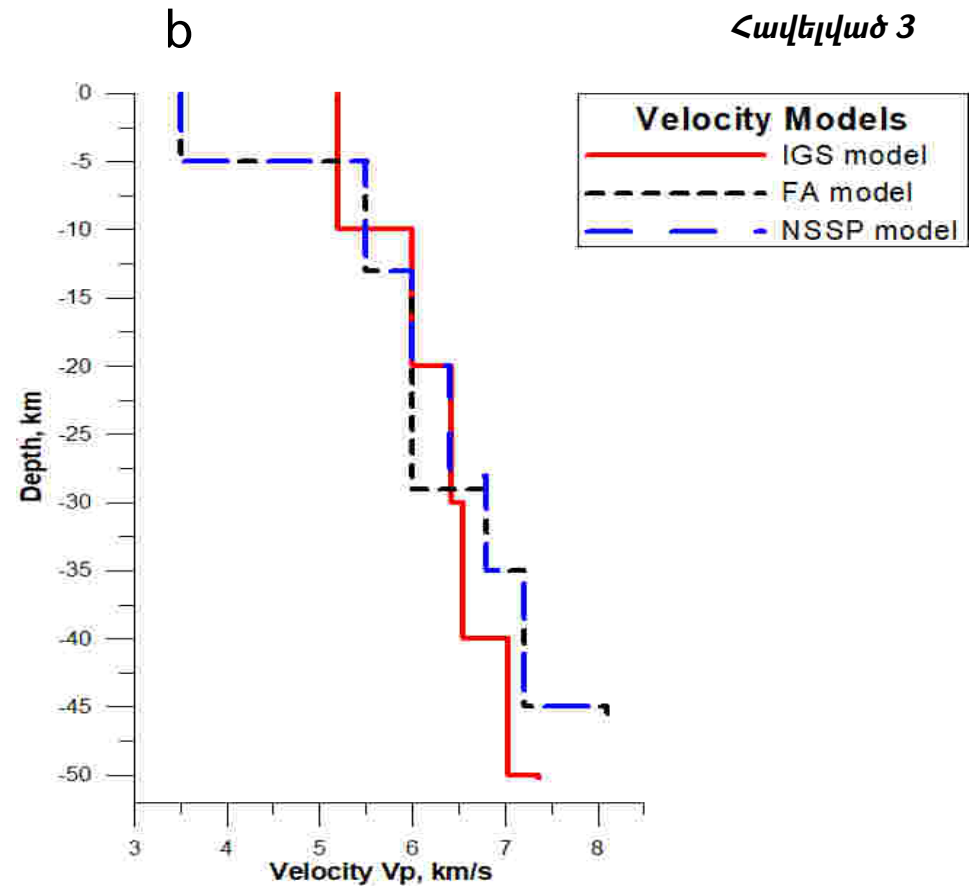 b
Հավելված 3
Velocity Models
IGS model
FA model
NSSP model
0
-5
-10
-15
-20
-25
-30
-35
-40
-45
-50
Depth, km
3 4 5 6 7 8
Velocity Vp, km/s